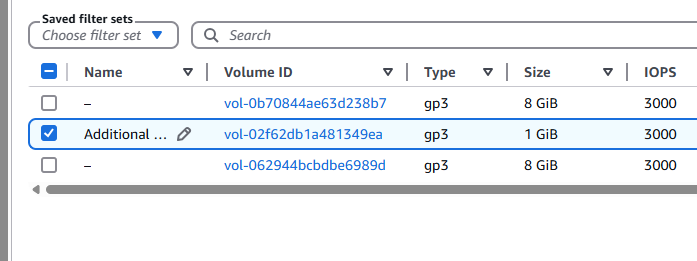 Saved filter sets
Choose filter set Search
Name Volume ID Type Size IOPS
– vol-0b70844ae63d238b7 gp3 8 GiB 3000
Additional ... vol-02f62db1a481349ea gp3 1 GiB 3000
– vol-062944bcbdbe6989d gp3 8 GiB 3000